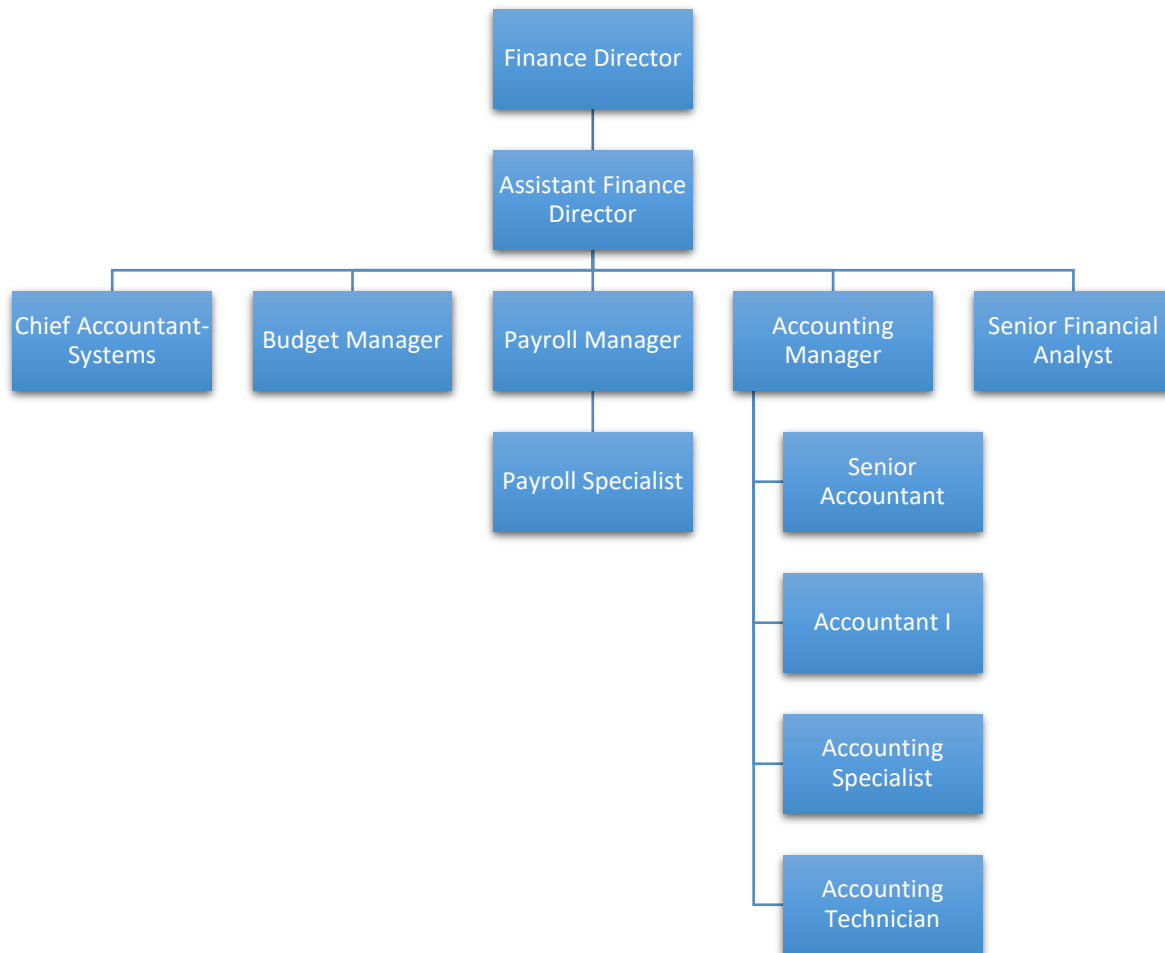 Finance Director
Assistant Finance
Director
Chief Accountant-
Systems
Budget Manager
Payroll Manager
Accounting
Manager
Senior Financial
Analyst
Payroll Specialist
Senior
Accountant
Accountant I
Accounting
Specialist
Accounting
Technician